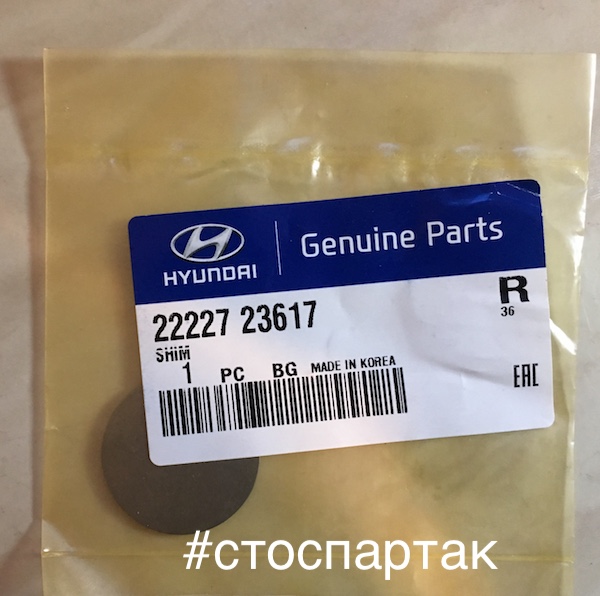 HYUNDAI
Genuine Parts
22227 23617
R
36
SHIM
1 PC BG MADE IN KOREA
EAC
#стоспартак